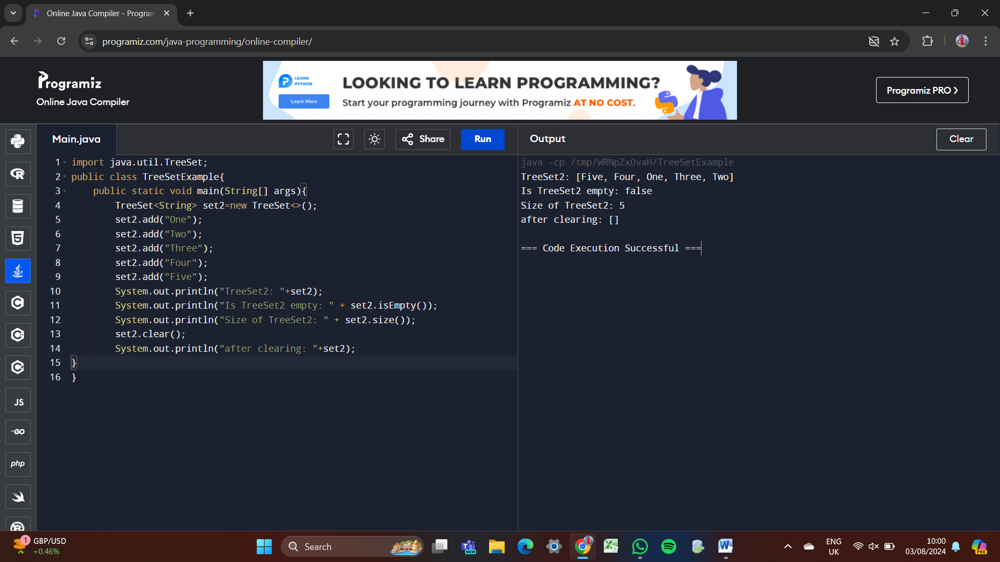 Online Java Compiler - Program
programiz.com/java-programming/online-compiler/
Programiz
Online Java Compiler
LEARN
PYTHON
Learn More
LOOKING TO LEARN PROGRAMMING?
Start your programming journey with Programiz AT NO COST.
Programiz PRO
Main.java
Share
Run
Output
Clear
1 import java.util.TreeSet;
2 public class TreeSetExample{
3 public static void main(String[] args){
4 TreeSet<String> set2=new TreeSet<>();
5 set2.add("One");
6 set2.add("Two");
7 set2.add("Three");
8 set2.add("Four");
9 set2.add("Five");
10 System.out.println("TreeSet2: "+set2);
11 System.out.println("Is TreeSet2 empty: " + set2.isEmpty());
12 System.out.println("Size of TreeSet2: " + set2.size());
13 set2.clear();
14 System.out.println("after clearing: "+set2);
15 }
16 }
java -cp /tmp/WRNpZxOvaH/TreeSetExample
TreeSet2: [Five, Four, One, Three, Two]
Is TreeSet2 empty: false
Size of TreeSet2: 5
after clearing: []
=== Code Execution Successful ===
R
5
C
C
C
JS
GO
php
R
1
GBP/USD
+0.46%
Search
NEW
W
ENG
UK
10:00
03/08/2024
PRE